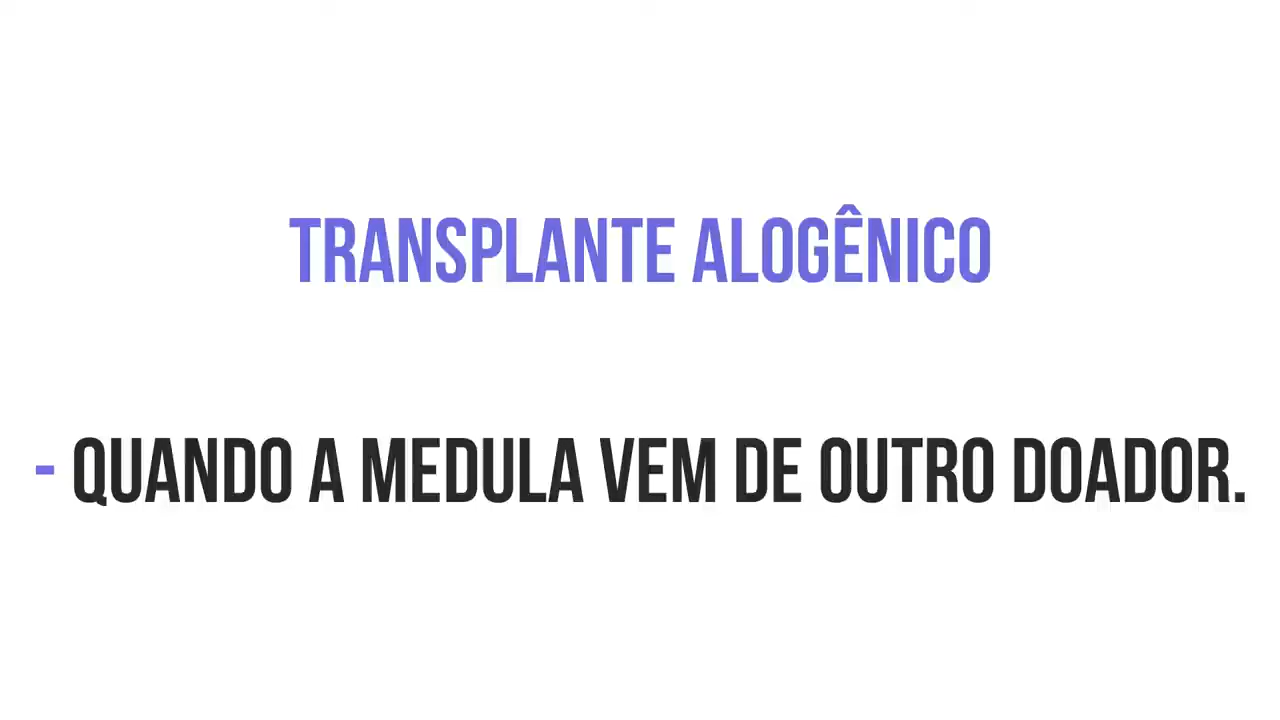 TRANSPLANTE ALOGÊNICO
- QUANDO A MEDULA VEM DE OUTRO DOADOR.